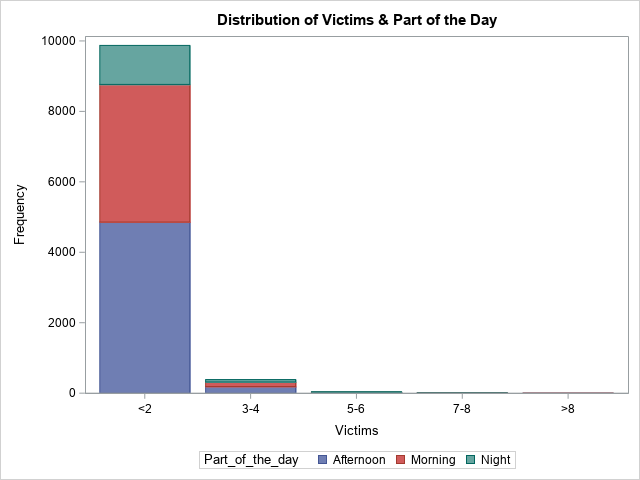 Distribution of Victims & Part of the Day
10000
8000
6000
4000
2000
0
Frequency
<2
3-4
5-6
7-8
>8
Victims
Part_of_the_day Afternoon Morning Night